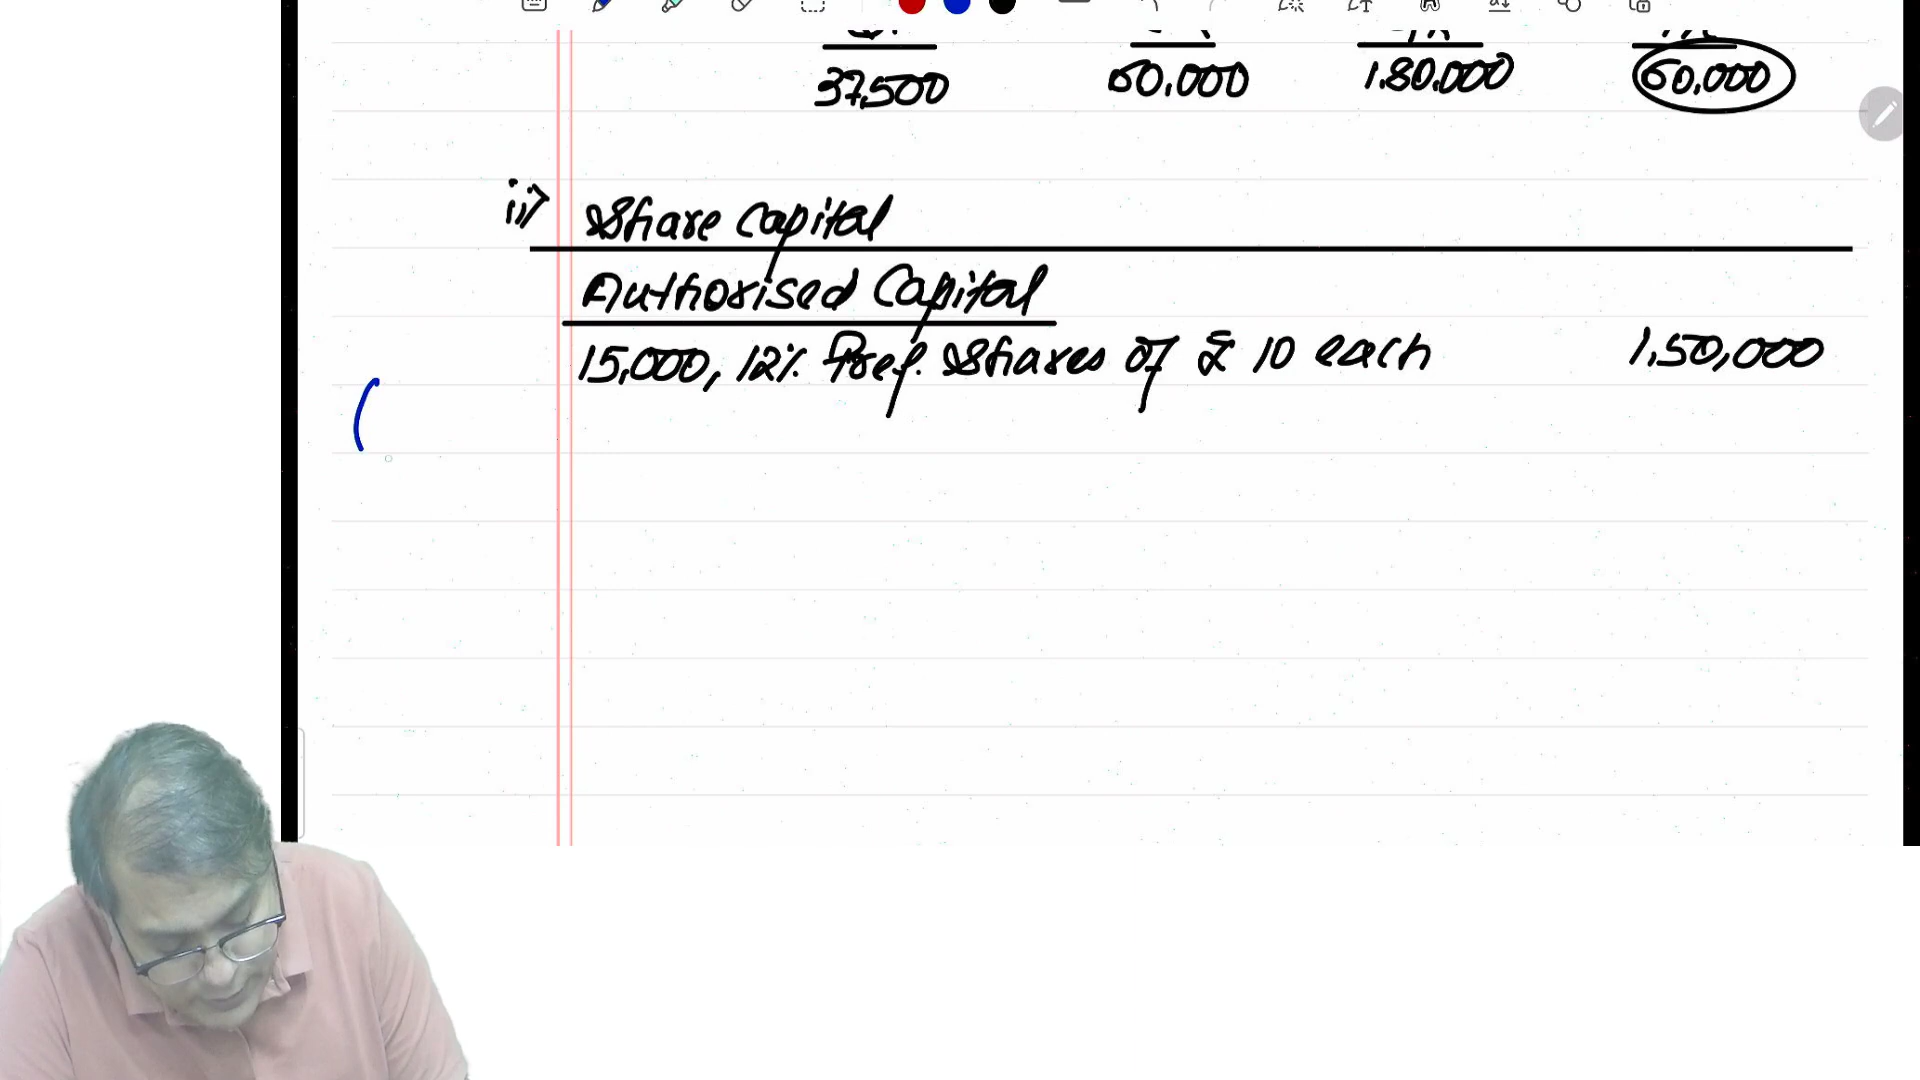 37,500 60,000 1,80,000 60,000
ii) Share Capital
Authorised Capital
15,000, 12% Pref. Shares of ₹ 10 each 1,50,000